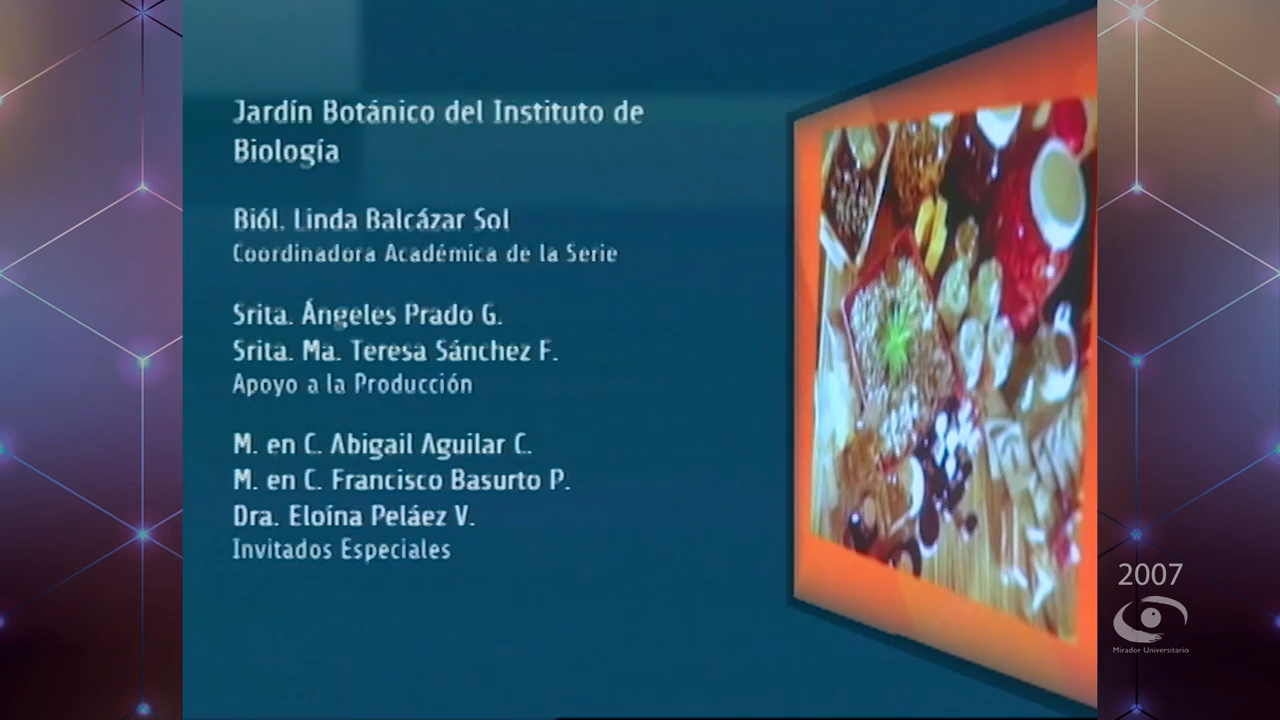 Jardín Botánico del Instituto de
Biología
Biól. Linda Balcázar Sol
Coordinadora Académica de la Serie
Srita. Ángeles Prado G.
Srita. Ma. Teresa Sánchez F.
Apoyo a la Producción
M. en C. Abigail Aguilar C.
M. en C. Francisco Basurto P.
Dra. Eloína Peláez V.
Invitados Especiales
2007
Mirador Universitario